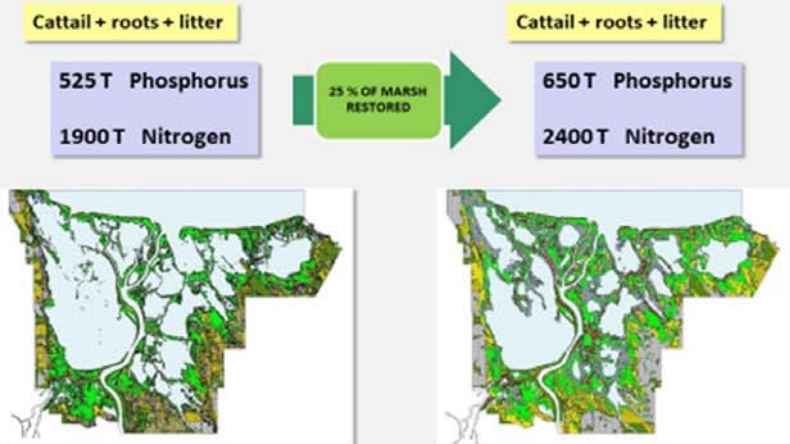 Cattail + roots + litter
525 T Phosphorus
1900 T Nitrogen
25 % OF MARSH
RESTORED
Cattail + roots + litter
650 T Phosphorus
2400 T Nitrogen